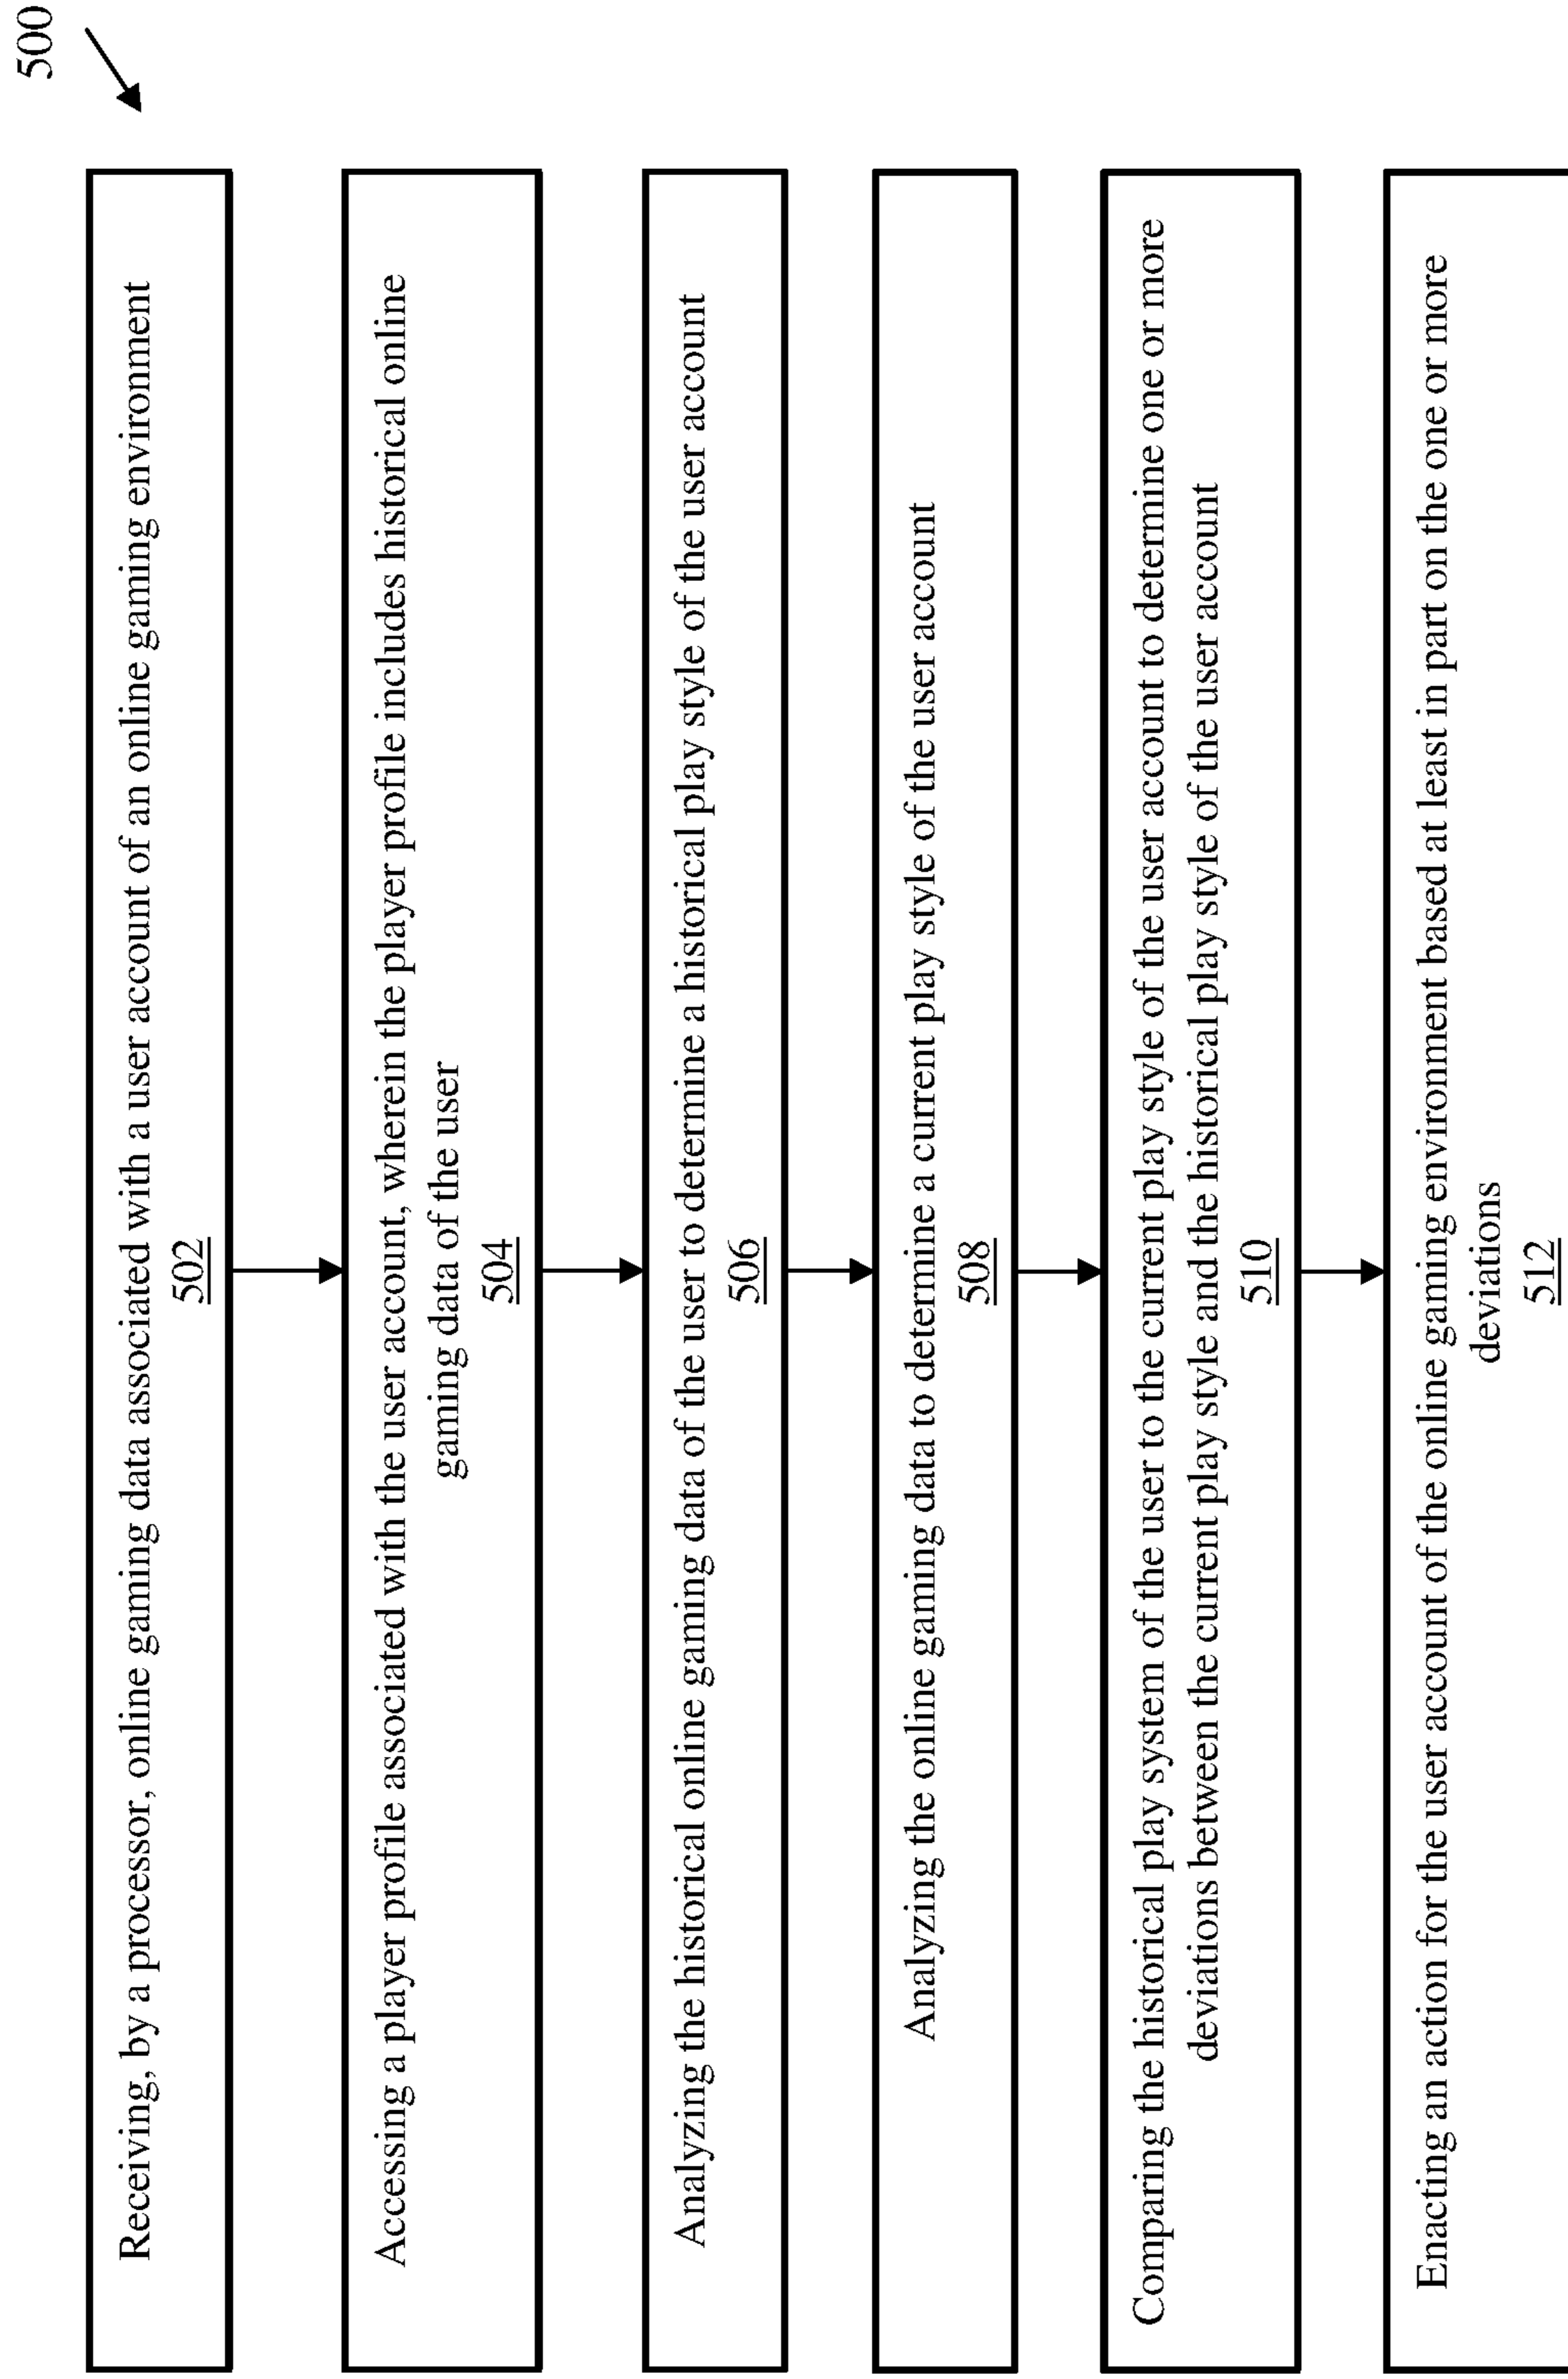 500
Receiving, by a processor, online gaming data associated with a user account of an online gaming environment
502
Accessing a player profile associated with the user account, wherein the player profile includes historical online
gaming data of the user
504
Analyzing the historical online gaming data of the user to determine a historical play style of the user account
506
Analyzing the online gaming data to determine a current play style of the user account
508
Comparing the historical play system of the user to the current play style of the user account to determine one or more
deviations between the current play style and the historical play style of the user account
510
Enacting an action for the user account of the online gaming environment based at least in part on the one or more
deviations
512